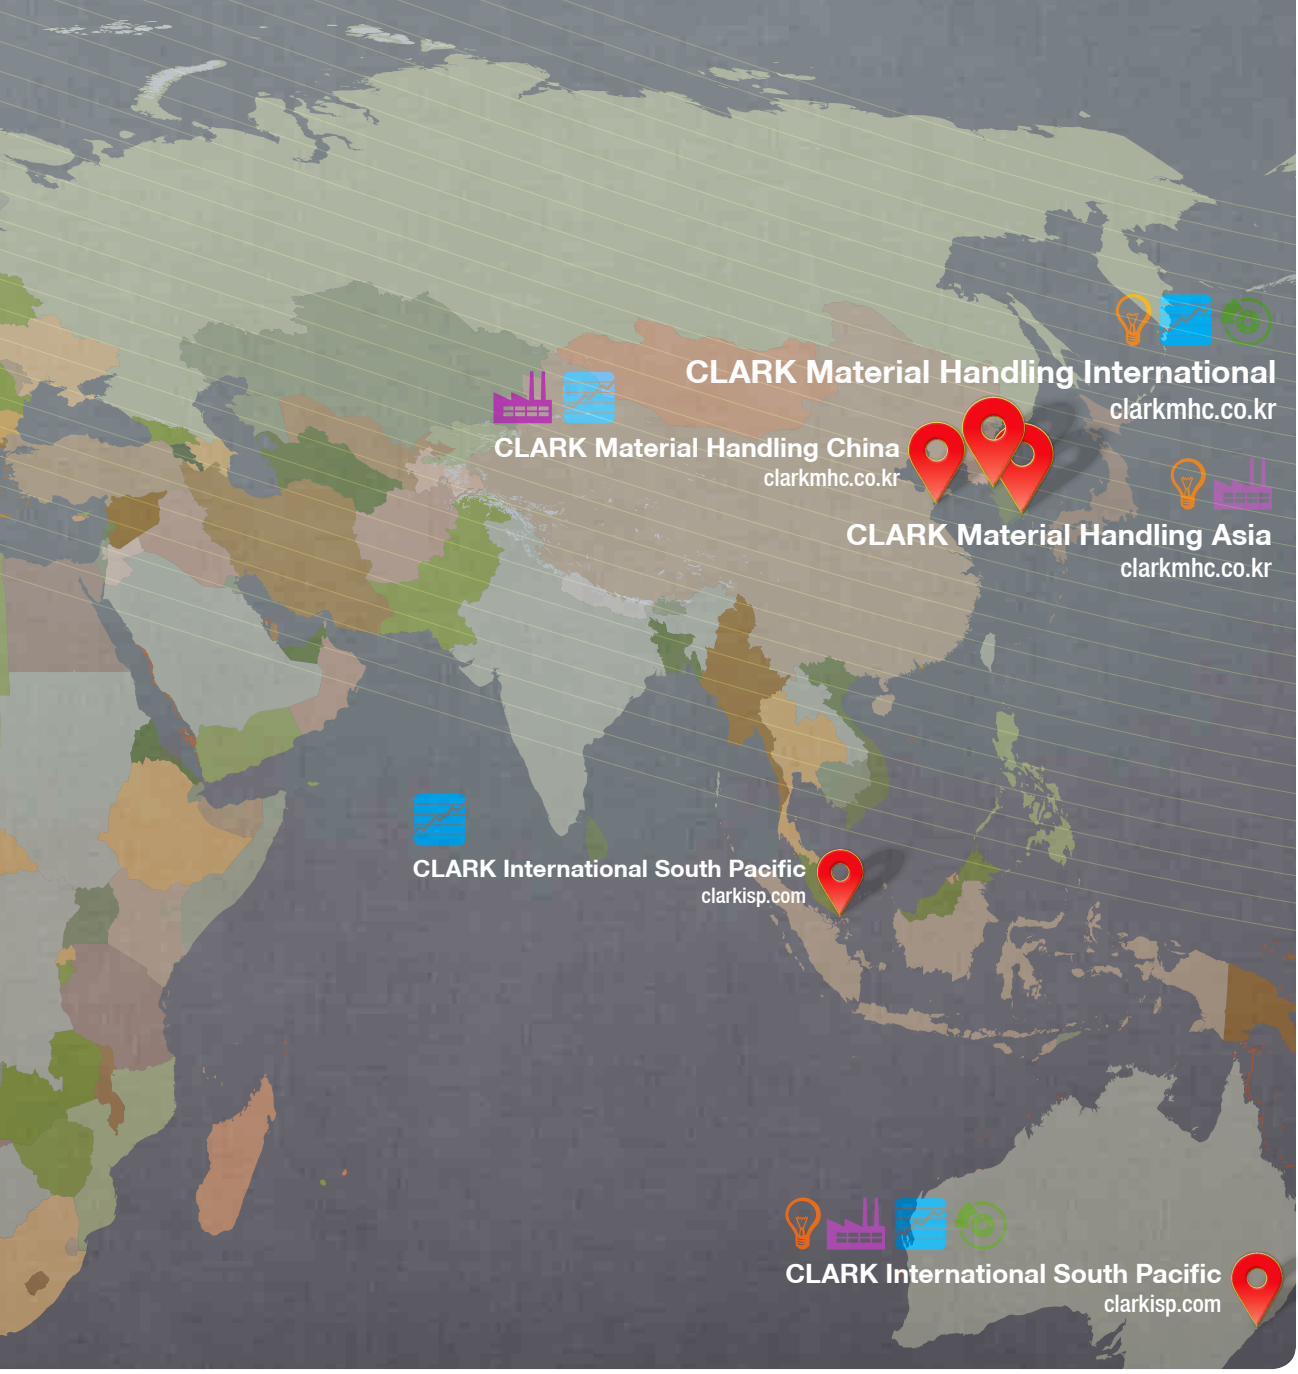 CLARK Material Handling International
clarkmhc.co.kr
CLARK Material Handling China
clarkmhc.co.kr
CLARK Material Handling Asia
clarkmhc.co.kr
CLARK International South Pacific
clarkisp.com
CLARK International South Pacific
clarkisp.com